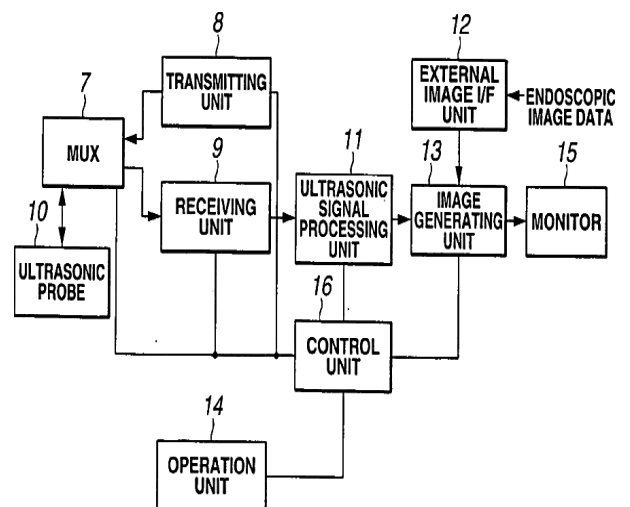 8
TRANSMITTING
UNIT
12
EXTERNAL
IMAGE I/F
UNIT
ENDOSCOPIC
IMAGE DATA
7
MUX
9
RECEIVING
UNIT
11
ULTRASONIC
SIGNAL
PROCESSING
UNIT
13
IMAGE
GENERATING
UNIT
15
MONITOR
10
ULTRASONIC
PROBE
16
CONTROL
UNIT
14
OPERATION
UNIT